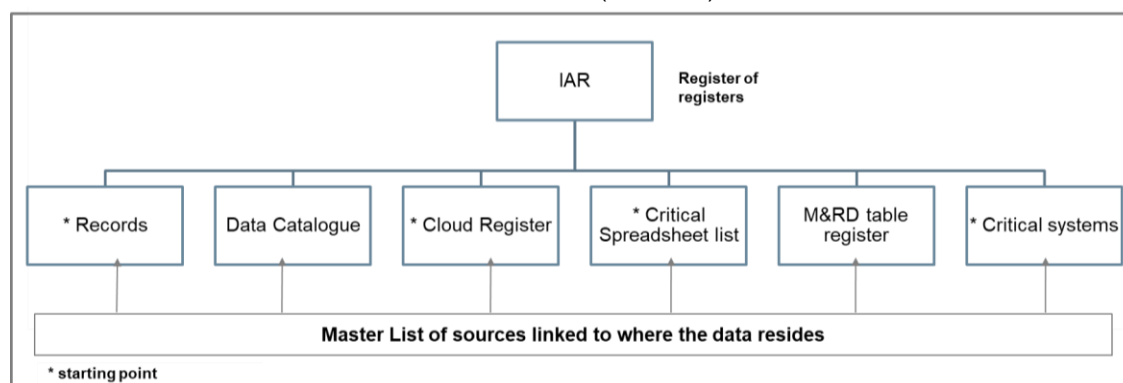 IAR
Register of
registers
* Records
Data Catalogue
* Cloud Register
* Critical
Spreadsheet list
M&RD table
register
* Critical systems
Master List of sources linked to where the data resides
* starting point